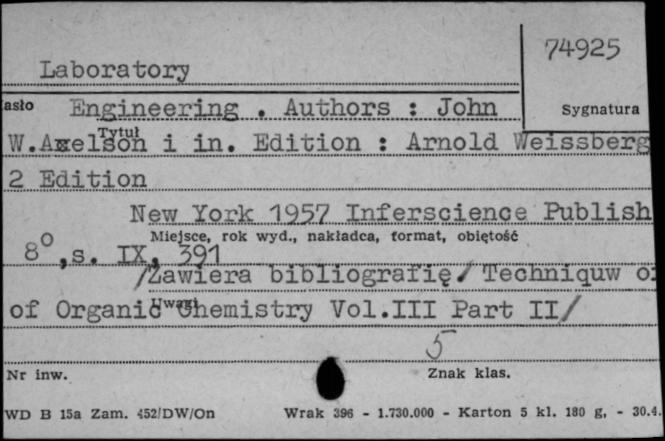 74925
Laboratory
asło Engineering . Authors : John
Sygnatura
Tytuł
W.Axelson i in. Edition : Arnold Weissberg
2 Edition
New York 1957 Inferscience Publish
Miejsce, rok wyd., nakładca, format, objętość
8⁰,s. IX, 391
/Zawiera bibliografię/ Techniquw o
Uwagi
of Organic Chemistry Vol.III Part II/
5
Nr inw. Znak klas.
WD B 15a Zam. 452/DW/On Wrak 396 - 1.730.000 - Karton 5 kl. 180 g, - 30.4.